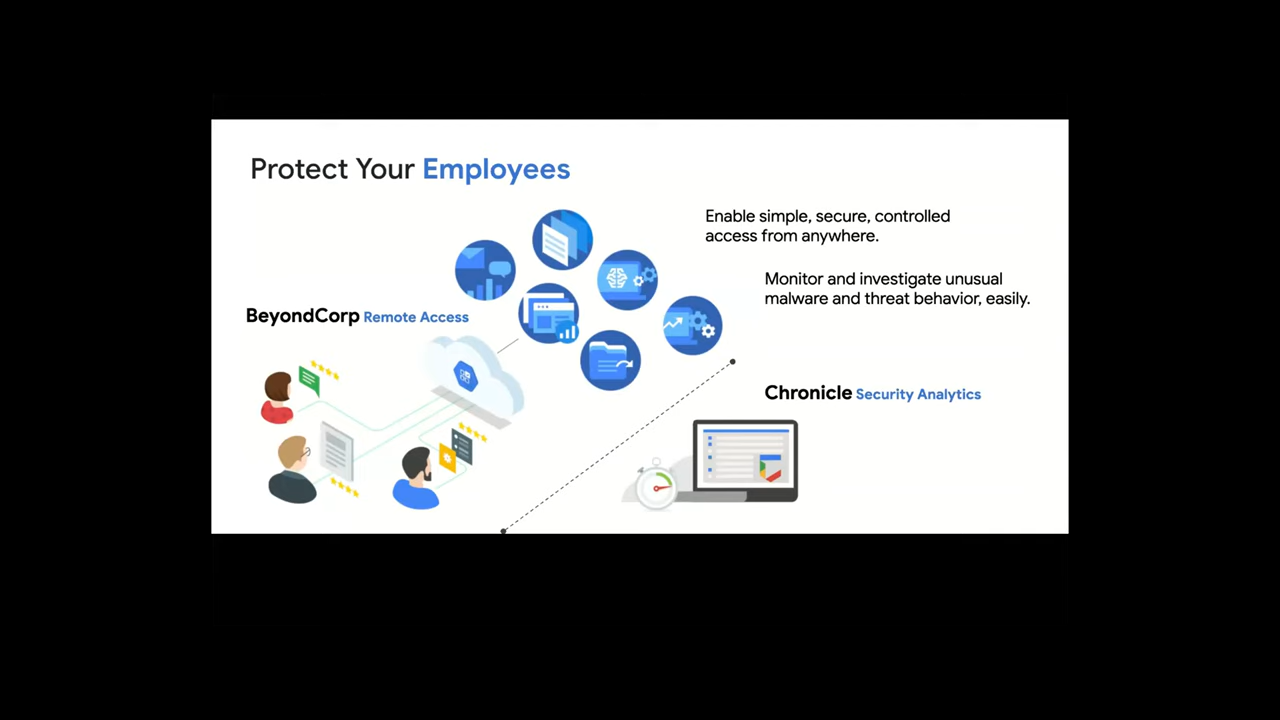 Protect Your Employees
Enable simple, secure, controlled
access from anywhere.
Monitor and investigate unusual
malware and threat behavior, easily.
BeyondCorp Remote Access
Chronicle Security Analytics